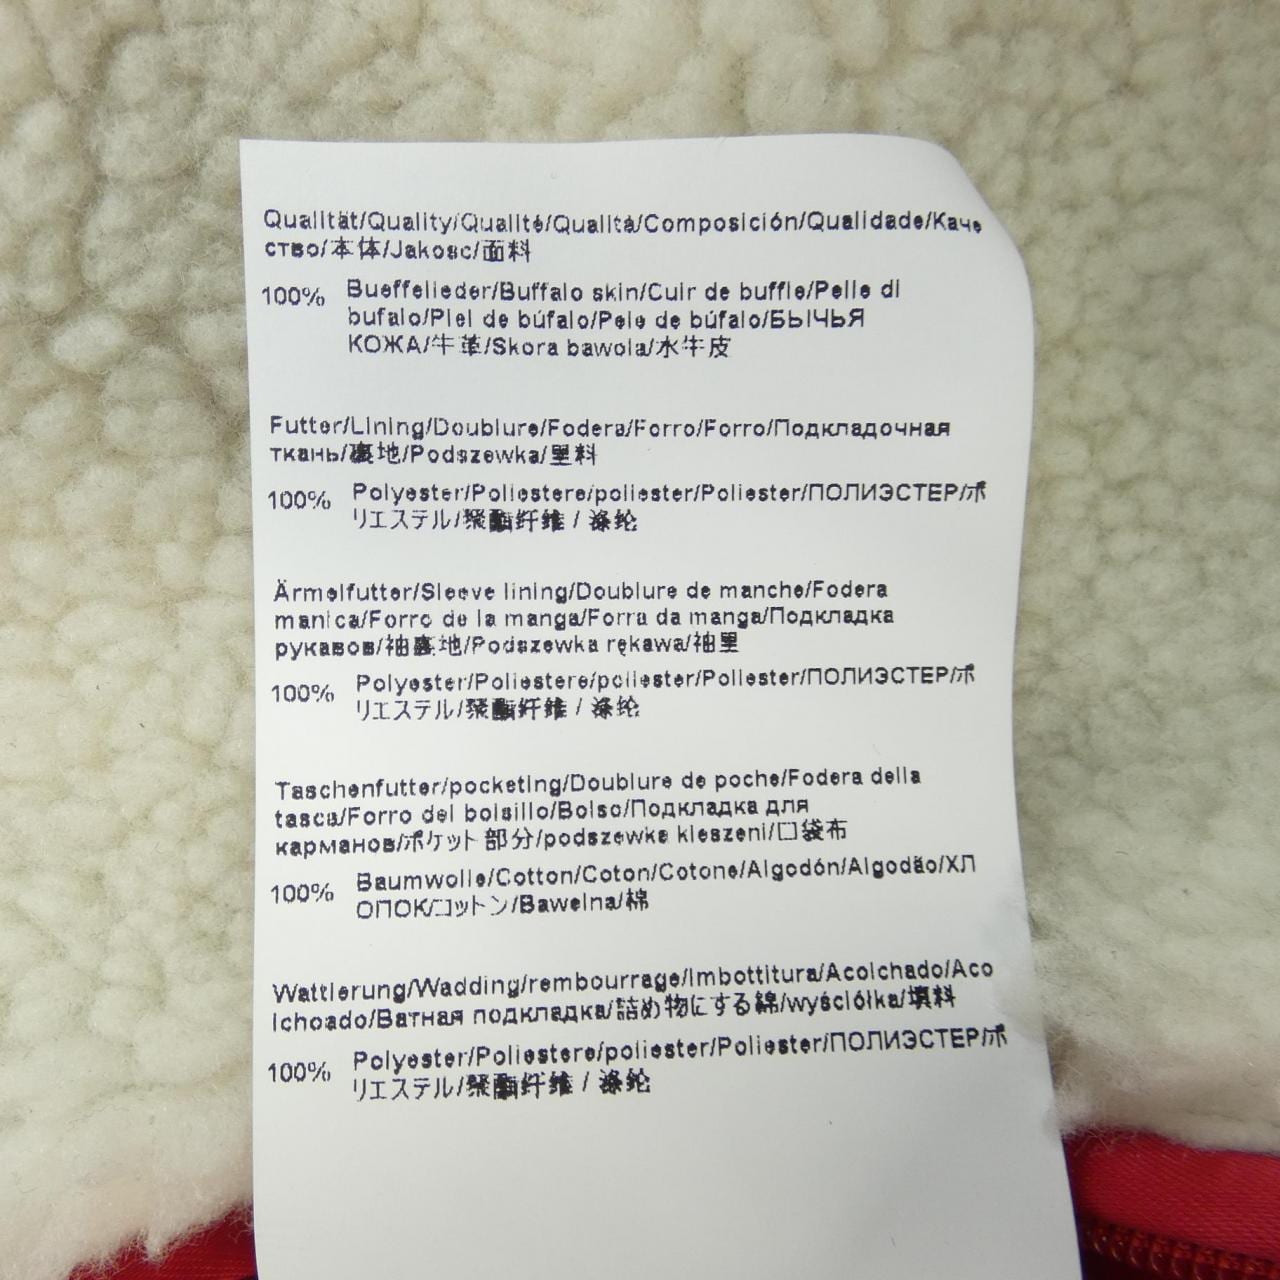 Qualität/Quality/Qualité/Qualità/Composición/Qualidade/Каче
ство/本体/Jakosc/面料
100% Bueffelleder/Buffalo skin/Cuir de buffle/Pelle di
bufalo/Piel de búfalo/Pele de búfalo/БЫЧЬЯ
КОЖА/牛革/Skora bawola/水牛皮
Futter/Lining/Doublure/Fodera/Forro/Forro/Подкладочная
ткань/裏地/Podszewka/里料
100% Polyester/Poliestere/poliester/Poliester/ПОЛИЭСТЕР/ポ
リエステル/聚酯纤维 / 涤纶
Ärmelfutter/Sleeve lining/Doublure de manche/Fodera
manica/Forro de la manga/Forra da manga/Подкладка
рукавов/袖裏地/Podszewka rękawa/袖里
100% Polyester/Poliestere/poliester/Poliester/ПОЛИЭСТЕР/ポ
リエステル/聚酯纤维 / 涤纶
Taschenfutter/pocketing/Doublure de poche/Fodera della
tasca/Forro del bolsillo/Bolso/Подкладка для
карманов/ポケット部分/podszewka kieszeni/口袋布
100% Baumwolle/Cotton/Coton/Cotone/Algodón/Algodão/ХЛ
ОПОК/コットン/Bawelna/棉
Wattierung/Wadding/rembourrage/Imbottitura/Acolchado/Aco
lchoado/Ватная подкладка/詰め物にする綿/wyściółka/填料
100% Polyester/Poliestere/poliester/Poliester/ПОЛИЭСТЕР/ポ
リエステル/聚酯纤维 / 涤纶